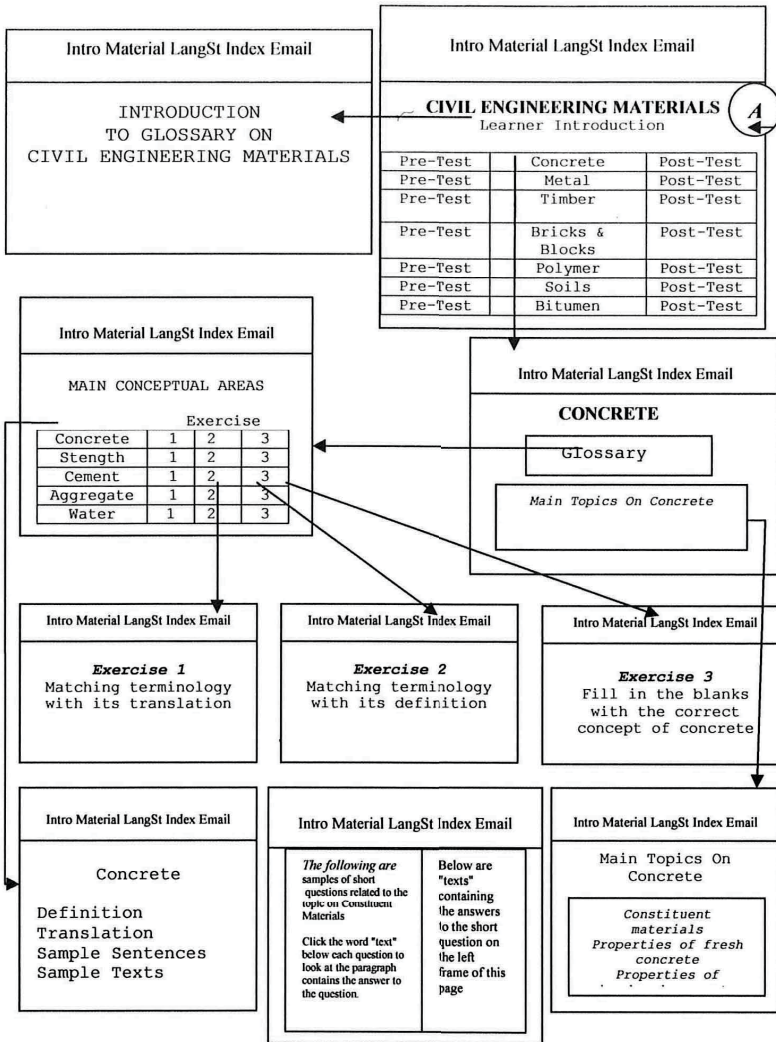 Intro Material LangSt Index Email
INTRODUCTION
TO GLOSSARY ON
CIVIL ENGINEERING MATERIALS
Intro Material LangSt Index Email
CIVIL ENGINEERING MATERIALS
A
Learner Introduction
Pre-Test Concrete Post-Test
Pre-Test Metal Post-Test
Pre-Test Timber Post-Test
Pre-Test Bricks & Post-Test
Blocks
Pre-Test Polymer Post-Test
Pre-Test Soils Post-Test
Pre-Test Bitumen Post-Test
Intro Material LangSt Index Email
MAIN CONCEPTUAL AREAS
Exercise
Concrete 1 2 3
Stength 1 2 3
Cement 1 2 3
Aggregate 1 2 3
Water 1 2 3
Intro Material LangSt Index Email
CONCRETE
Glossary
Main Topics On Concrete
Intro Material LangSt Index Email
Exercise 1
Matching terminology
with its translation
Intro Material LangSt Index Email
Exercise 2
Matching terminology
with its definition
Intro Material LangSt Index Email
Exercise 3
Fill in the blanks
with the correct
concept of concrete
Intro Material LangSt Index Email
Concrete
Definition
Translation
Sample Sentences
Sample Texts
Intro Material LangSt Index Email
The following are
samples of short
questions related to the
topic on Constituent
Materials
Click the word "text"
below each question to
look at the paragraph
contains the answer to
the question.
Below are
"texts"
containing
the answers
to the short
question on
the left
frame of this
page
Intro Material LangSt Index Email
Main Topics On
Concrete
Constituent
materials
Properties of fresh
concrete
Properties of